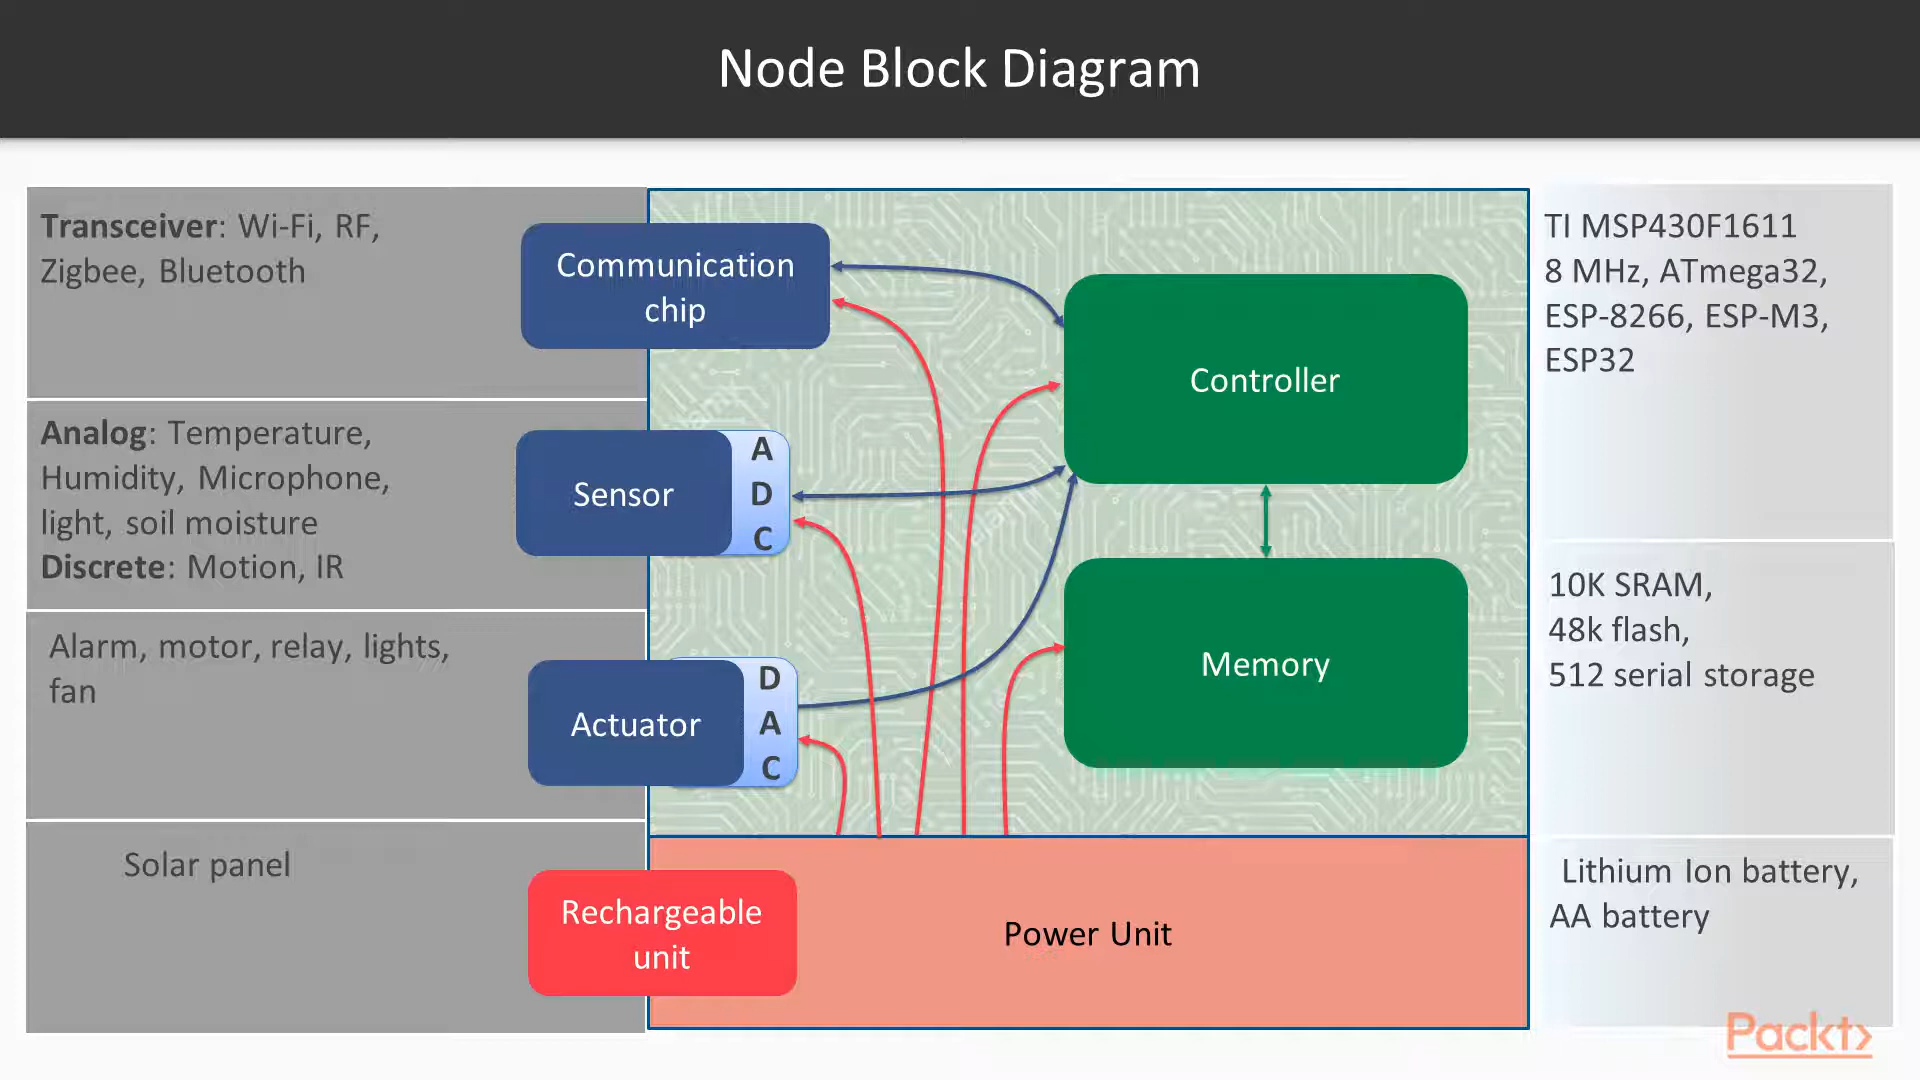 Node Block Diagram
Transceiver: Wi-Fi, RF,
Zigbee, Bluetooth
Communication
chip
Controller
TI MSP430F1611
8 MHz, ATmega32,
ESP-8266, ESP-M3,
ESP32
Analog: Temperature,
Humidity, Microphone,
light, soil moisture
Discrete: Motion, IR
Sensor
A
D
C
Alarm, motor, relay, lights,
fan
Actuator
D
A
C
Memory
10K SRAM,
48k flash,
512 serial storage
Solar panel
Rechargeable
unit
Power Unit
Lithium Ion battery,
AA battery
Packt>